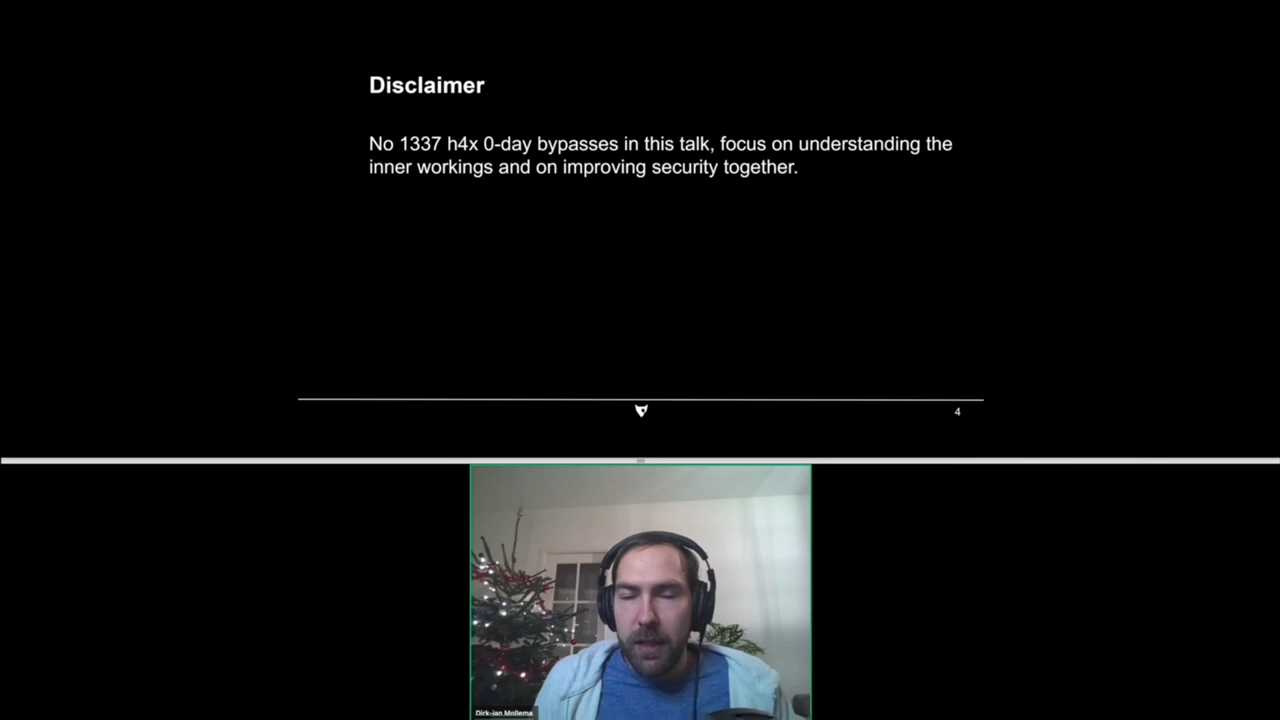 Disclaimer
No 1337 h4x 0-day bypasses in this talk, focus on understanding the
inner workings and on improving security together.
4
Dirk-jan Mollema